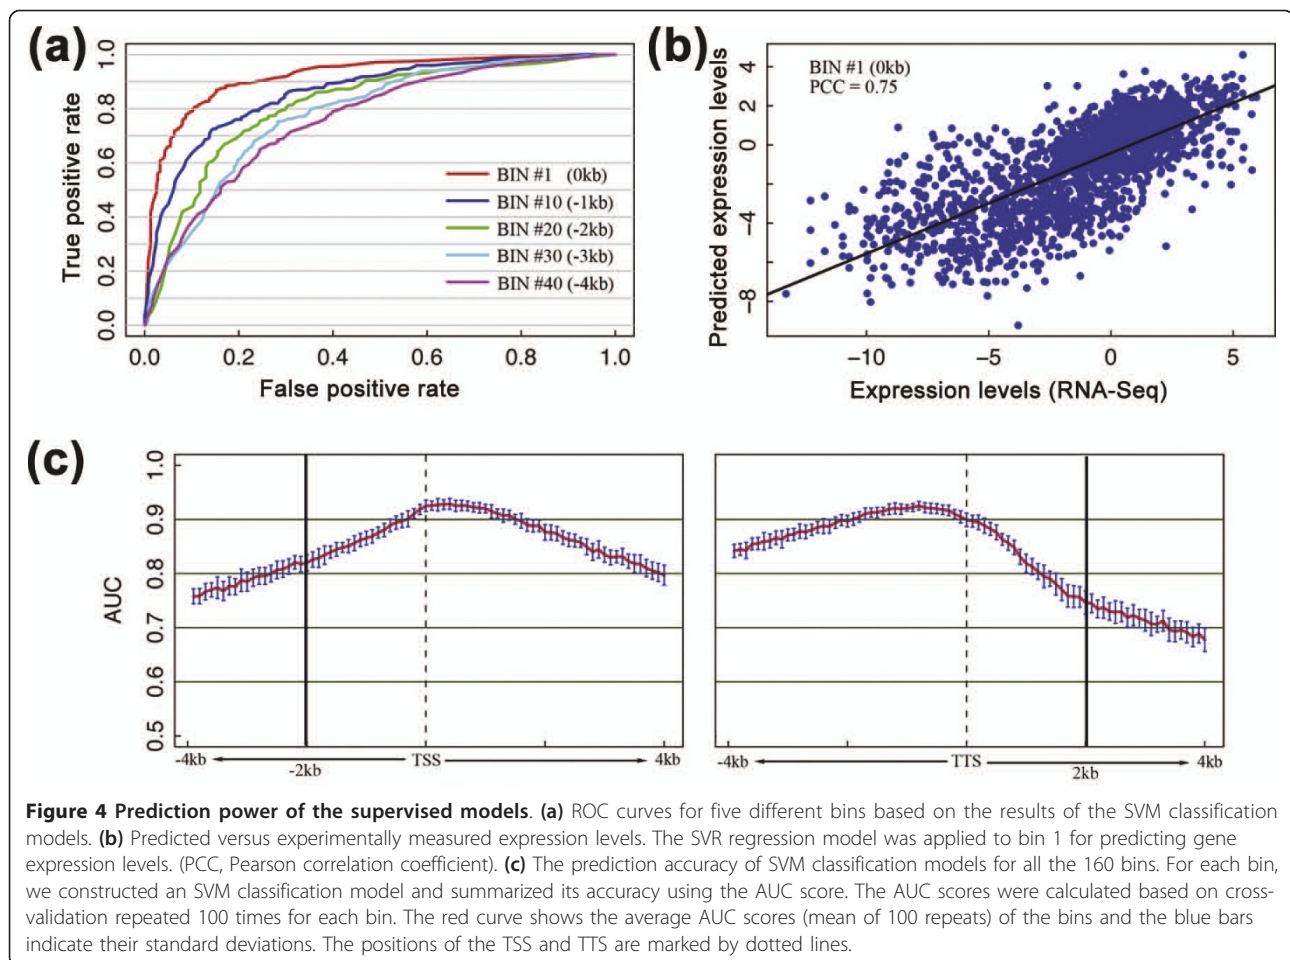 (a)
1.0
0.8
0.6
0.4
0.2
0.0
True positive rate
BIN #1 (0kb)
BIN #10 (-1kb)
BIN #20 (-2kb)
BIN #30 (-3kb)
BIN #40 (-4kb)
0.0 0.2 0.4 0.6 0.8 1.0
False positive rate
(b)
Predicted expression levels
4
2
0
−4
−8
BIN #1 (0kb)
PCC = 0.75
−10 −5 0 5
Expression levels (RNA-Seq)
(c)
AUC
1.0
0.9
0.8
0.7
0.6
0.5
-4kb -2kb TSS 4kb
-4kb TTS 2kb 4kb
Figure 4 Prediction power of the supervised models. (a) ROC curves for five different bins based on the results of the SVM classification
models. (b) Predicted versus experimentally measured expression levels. The SVR regression model was applied to bin 1 for predicting gene
expression levels. (PCC, Pearson correlation coefficient). (c) The prediction accuracy of SVM classification models for all the 160 bins. For each bin,
we constructed an SVM classification model and summarized its accuracy using the AUC score. The AUC scores were calculated based on cross-
validation repeated 100 times for each bin. The red curve shows the average AUC scores (mean of 100 repeats) of the bins and the blue bars
indicate their standard deviations. The positions of the TSS and TTS are marked by dotted lines.